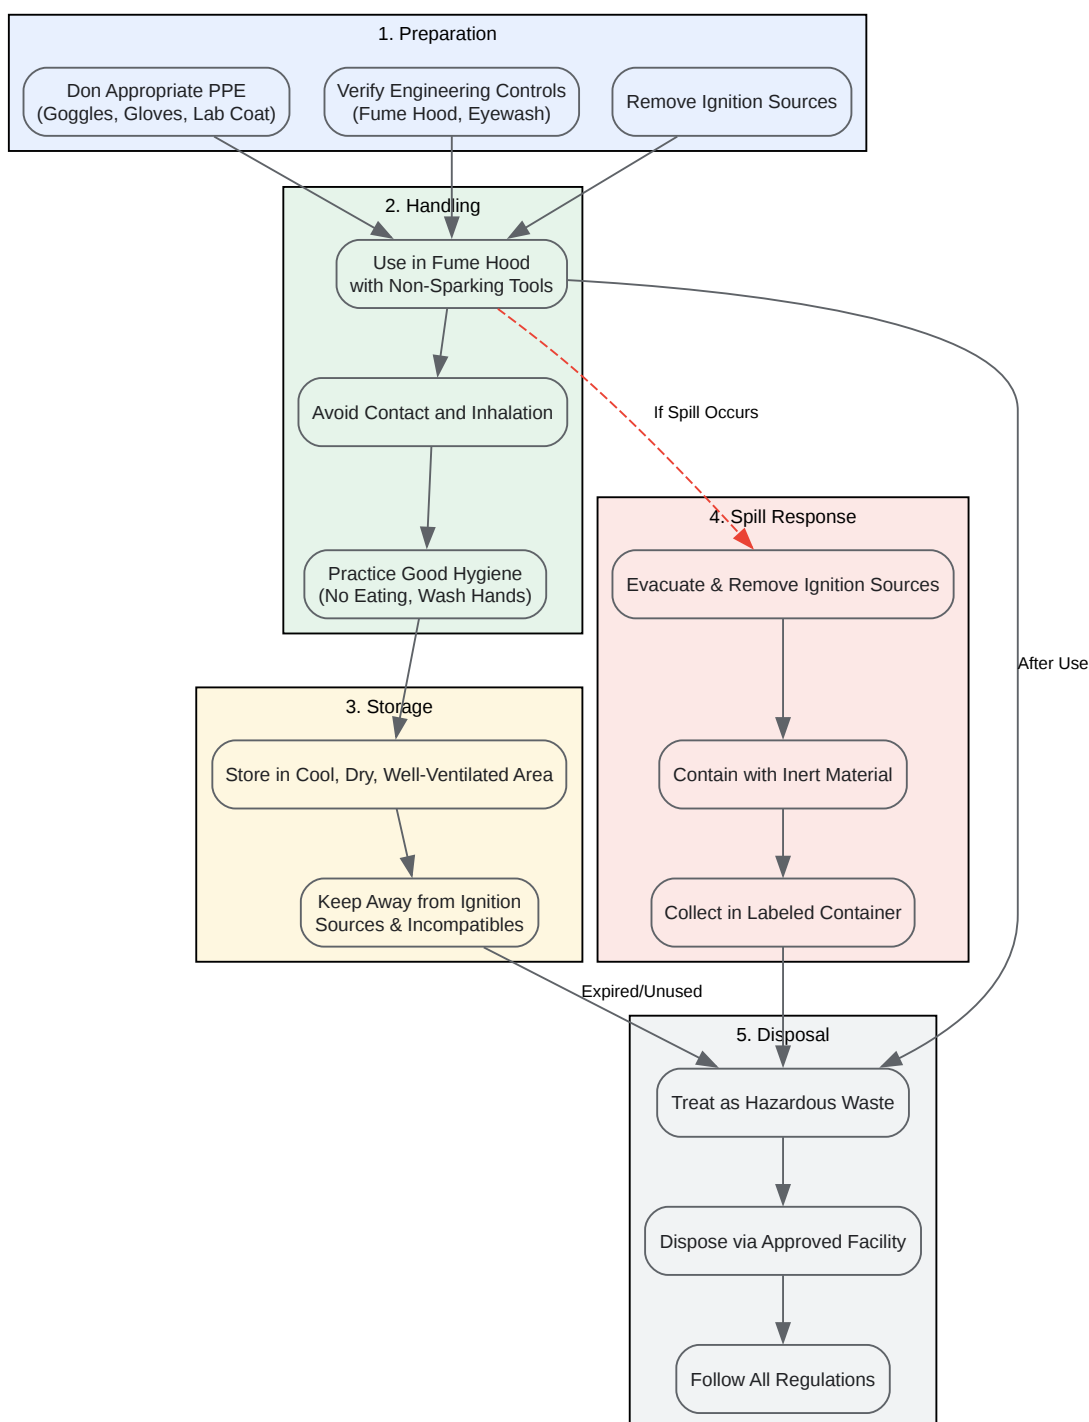 1. Preparation
Don Appropriate PPE
(Goggles, Gloves, Lab Coat)
Verify Engineering Controls
(Fume Hood, Eyewash)
Remove Ignition Sources
2. Handling
Use in Fume Hood
with Non-Sparking Tools
Avoid Contact and Inhalation
If Spill Occurs
Practice Good Hygiene
(No Eating, Wash Hands)
4. Spill Response
Evacuate & Remove Ignition Sources
After Use
3. Storage
Store in Cool, Dry, Well-Ventilated Area
Contain with Inert Material
Keep Away from Ignition
Sources & Incompatibles
Collect in Labeled Container
Expired/Unused
5. Disposal
Treat as Hazardous Waste
Dispose via Approved Facility
Follow All Regulations